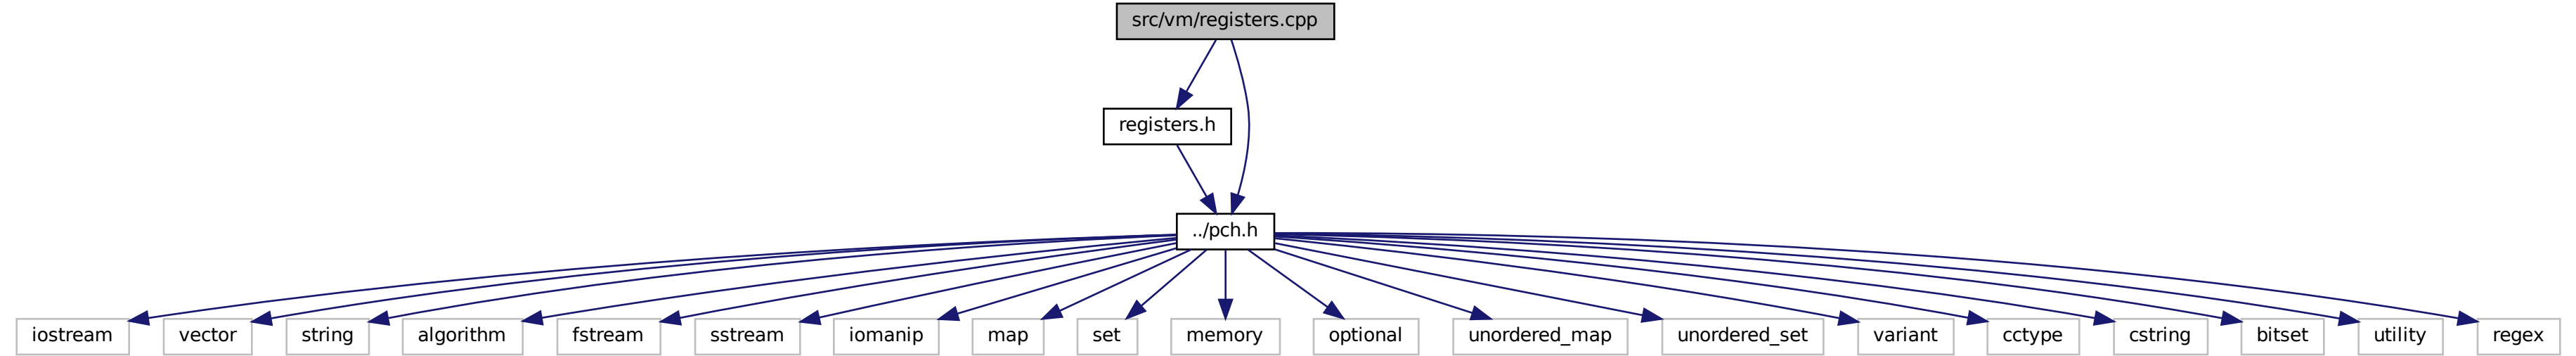 src/vm/registers.cpp
registers.h
../pch.h
iostream
vector
string
algorithm
fstream
sstream
iomanip
map
set
memory
optional
unordered_map
unordered_set
variant
cctype
cstring
bitset
utility
regex